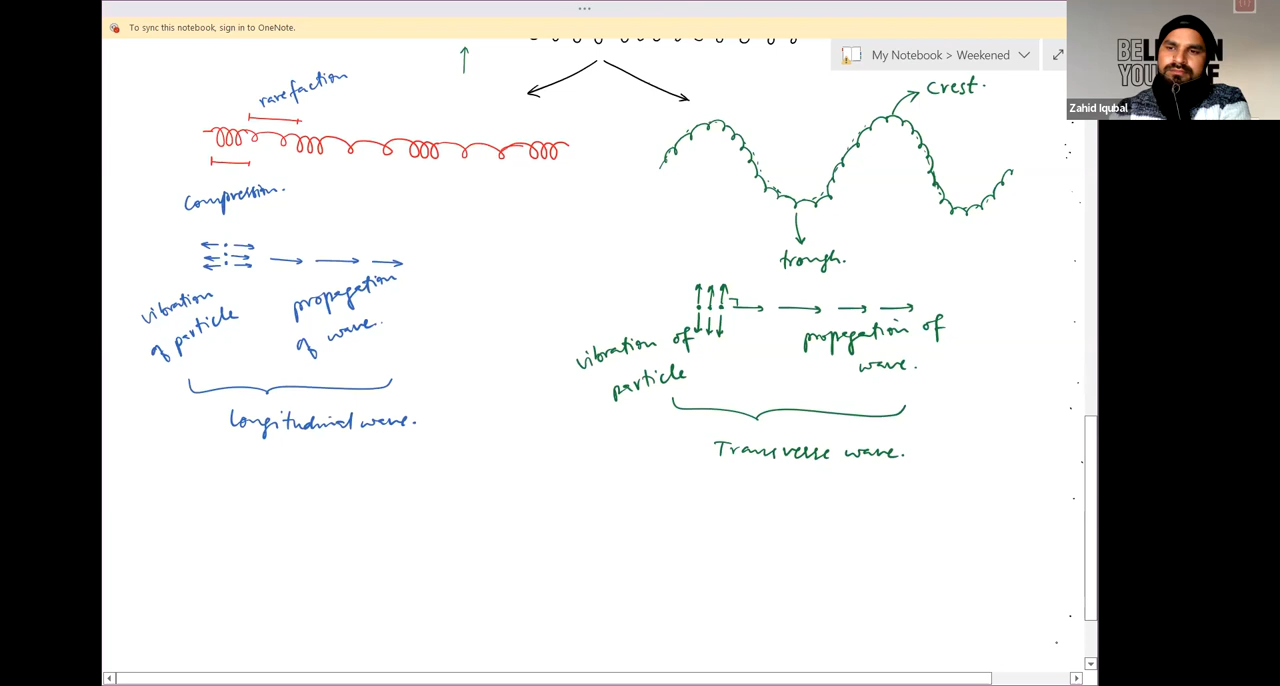 To sync this notebook, sign in to OneNote.
My Notebook > Weekened
Zahid Iqubal
rarefaction
crest.
compression.
trough.
vibration
of particle
propagation
of wave.
vibration of
particle
propagation of
wave.
Longitudinal wave.
Transverse wave.